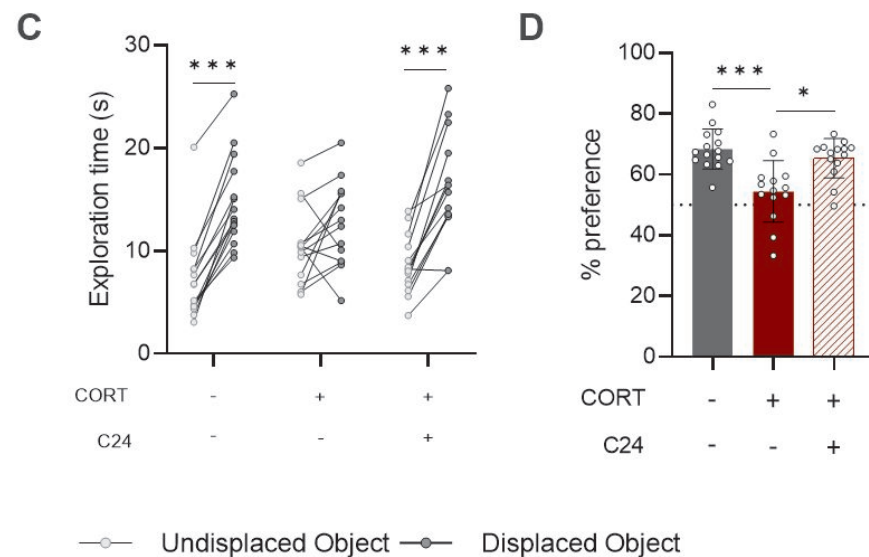 C
30
20
10
0
Exploration time (s)
* * *
* * *
CORT - + +
C24 - - +
D
100
80
60
40
20
0
% preference
* * *
*
CORT - + +
C24 - - +
Undisplaced Object Displaced Object